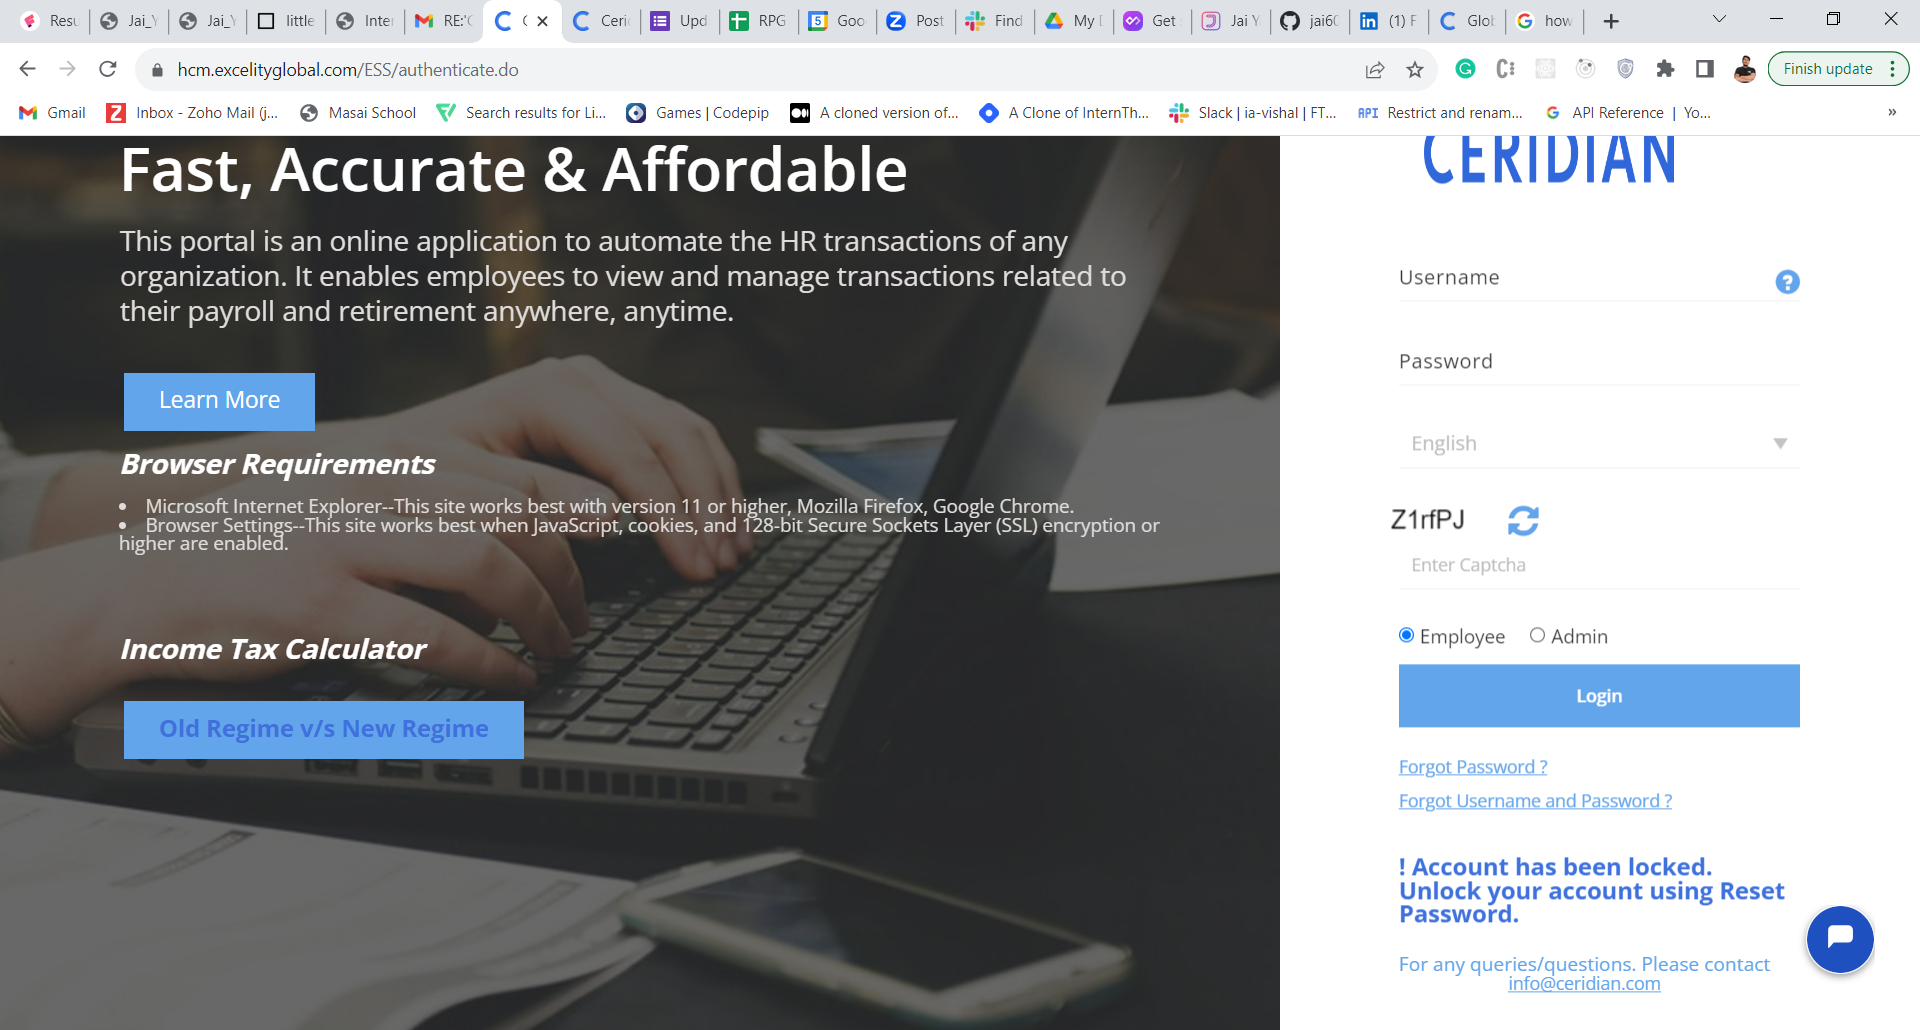 Resu
Jai_Y
Jai_Y
little
Inter
RE:'C
C
Ceri
Upd
RPG
5
Goo
Post
Find
My D
Get
Jai Y
jai60
(1) F
Glob
how
hcm.excelityglobal.com/ESS/authenticate.do
Finish update
Gmail
Inbox - Zoho Mail (j...
Masai School
Search results for Li...
Games | Codepip
A cloned version of...
A Clone of InternTh...
Slack | ia-vishal | FT...
API Restrict and renam...
API Reference | Yo...
»
Fast, Accurate & Affordable
This portal is an online application to automate the HR transactions of any
organization. It enables employees to view and manage transactions related to
their payroll and retirement anywhere, anytime.
Learn More
Browser Requirements
• Microsoft Internet Explorer--This site works best with version 11 or higher, Mozilla Firefox, Google Chrome.
• Browser Settings--This site works best when JavaScript, cookies, and 128-bit Secure Sockets Layer (SSL) encryption or
higher are enabled.
Income Tax Calculator
Old Regime v/s New Regime
CERIDIAN
Username
?
Password
English
Z1rfPJ
Enter Captcha
Employee Admin
Login
Forgot Password ?
Forgot Username and Password ?
! Account has been locked.
Unlock your account using Reset
Password.
For any queries/questions. Please contact
info@ceridian.com